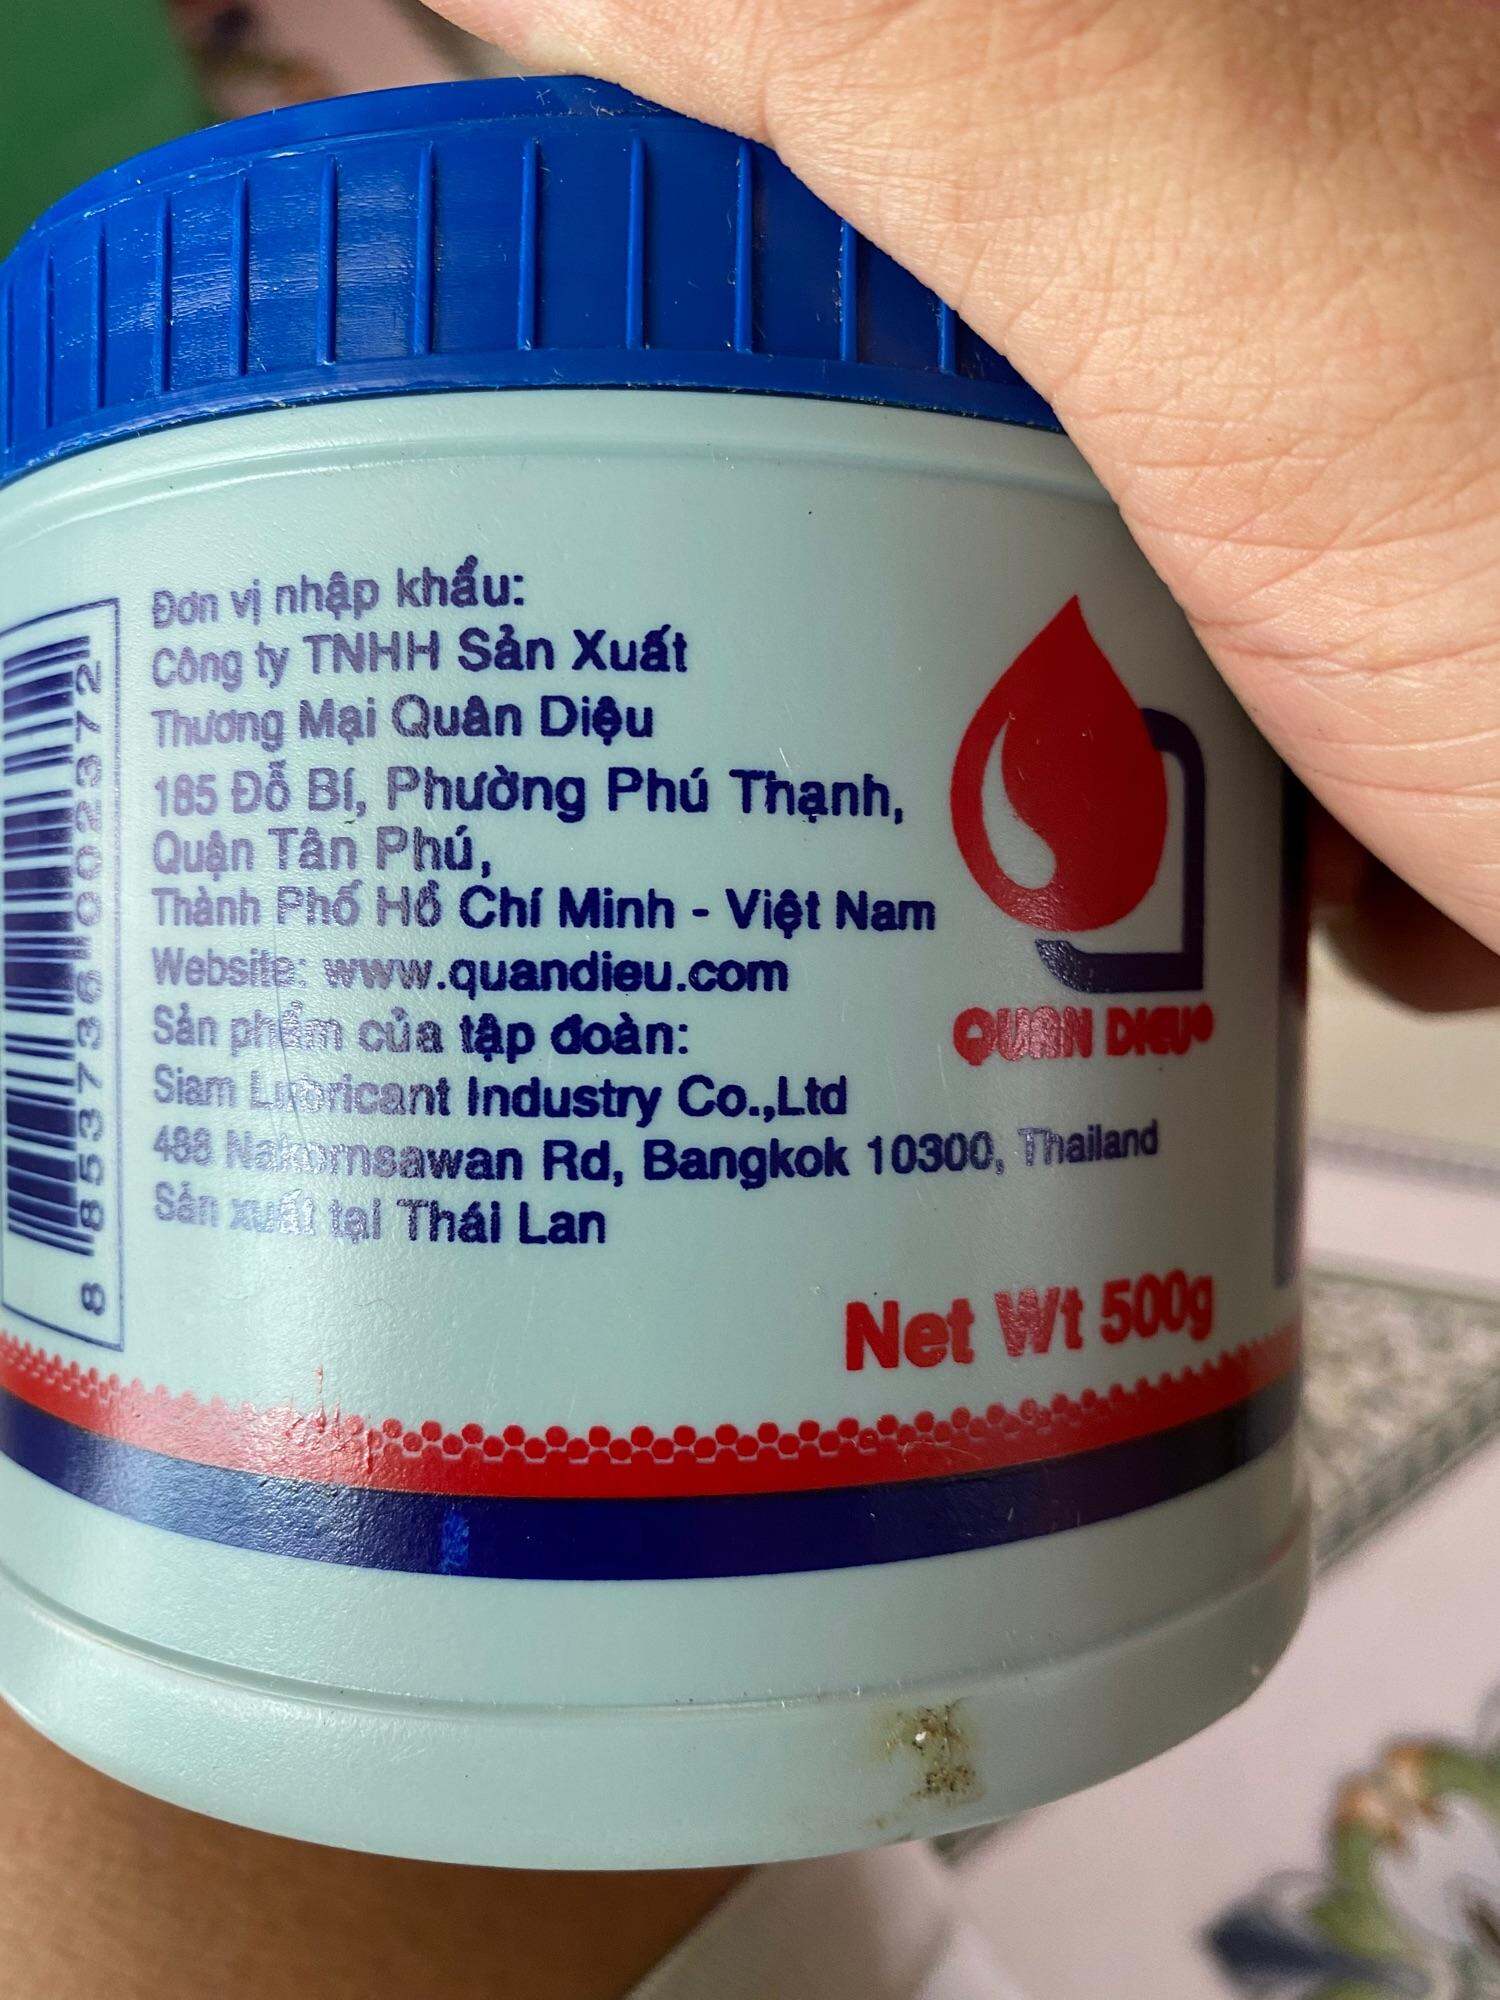 Đơn vị nhập khẩu:
Công ty TNHH Sản Xuất
Thương Mại Quân Diệu
185 Đỗ Bí, Phường Phú Thạnh,
Quận Tân Phú,
Thành Phố Hồ Chí Minh - Việt Nam
Website: www.quandieu.com
Sản phẩm của tập đoàn:
Siam Lubricant Industry Co.,Ltd
488 Nakornsawan Rd, Bangkok 10300, Thailand
Sản xuất tại Thái Lan
QUAN DIEU
Net Wt 500g
8 853736 002372